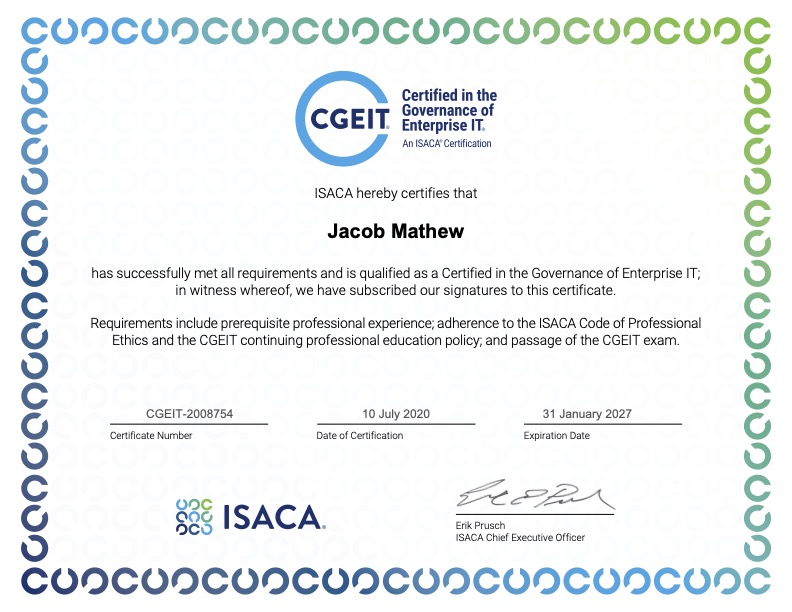 CGEIT®
Certified in the
Governance of
Enterprise IT®
An ISACA® Certification
ISACA hereby certifies that
Jacob Mathew
has successfully met all requirements and is qualified as a Certified in the Governance of Enterprise IT;
in witness whereof, we have subscribed our signatures to this certificate.
Requirements include prerequisite professional experience; adherence to the ISACA Code of Professional
Ethics and the CGEIT continuing professional education policy; and passage of the CGEIT exam.
CGEIT-2008754
10 July 2020
31 January 2027
Certificate Number
Date of Certification
Expiration Date
ISACA®
Erik Prusch
ISACA Chief Executive Officer